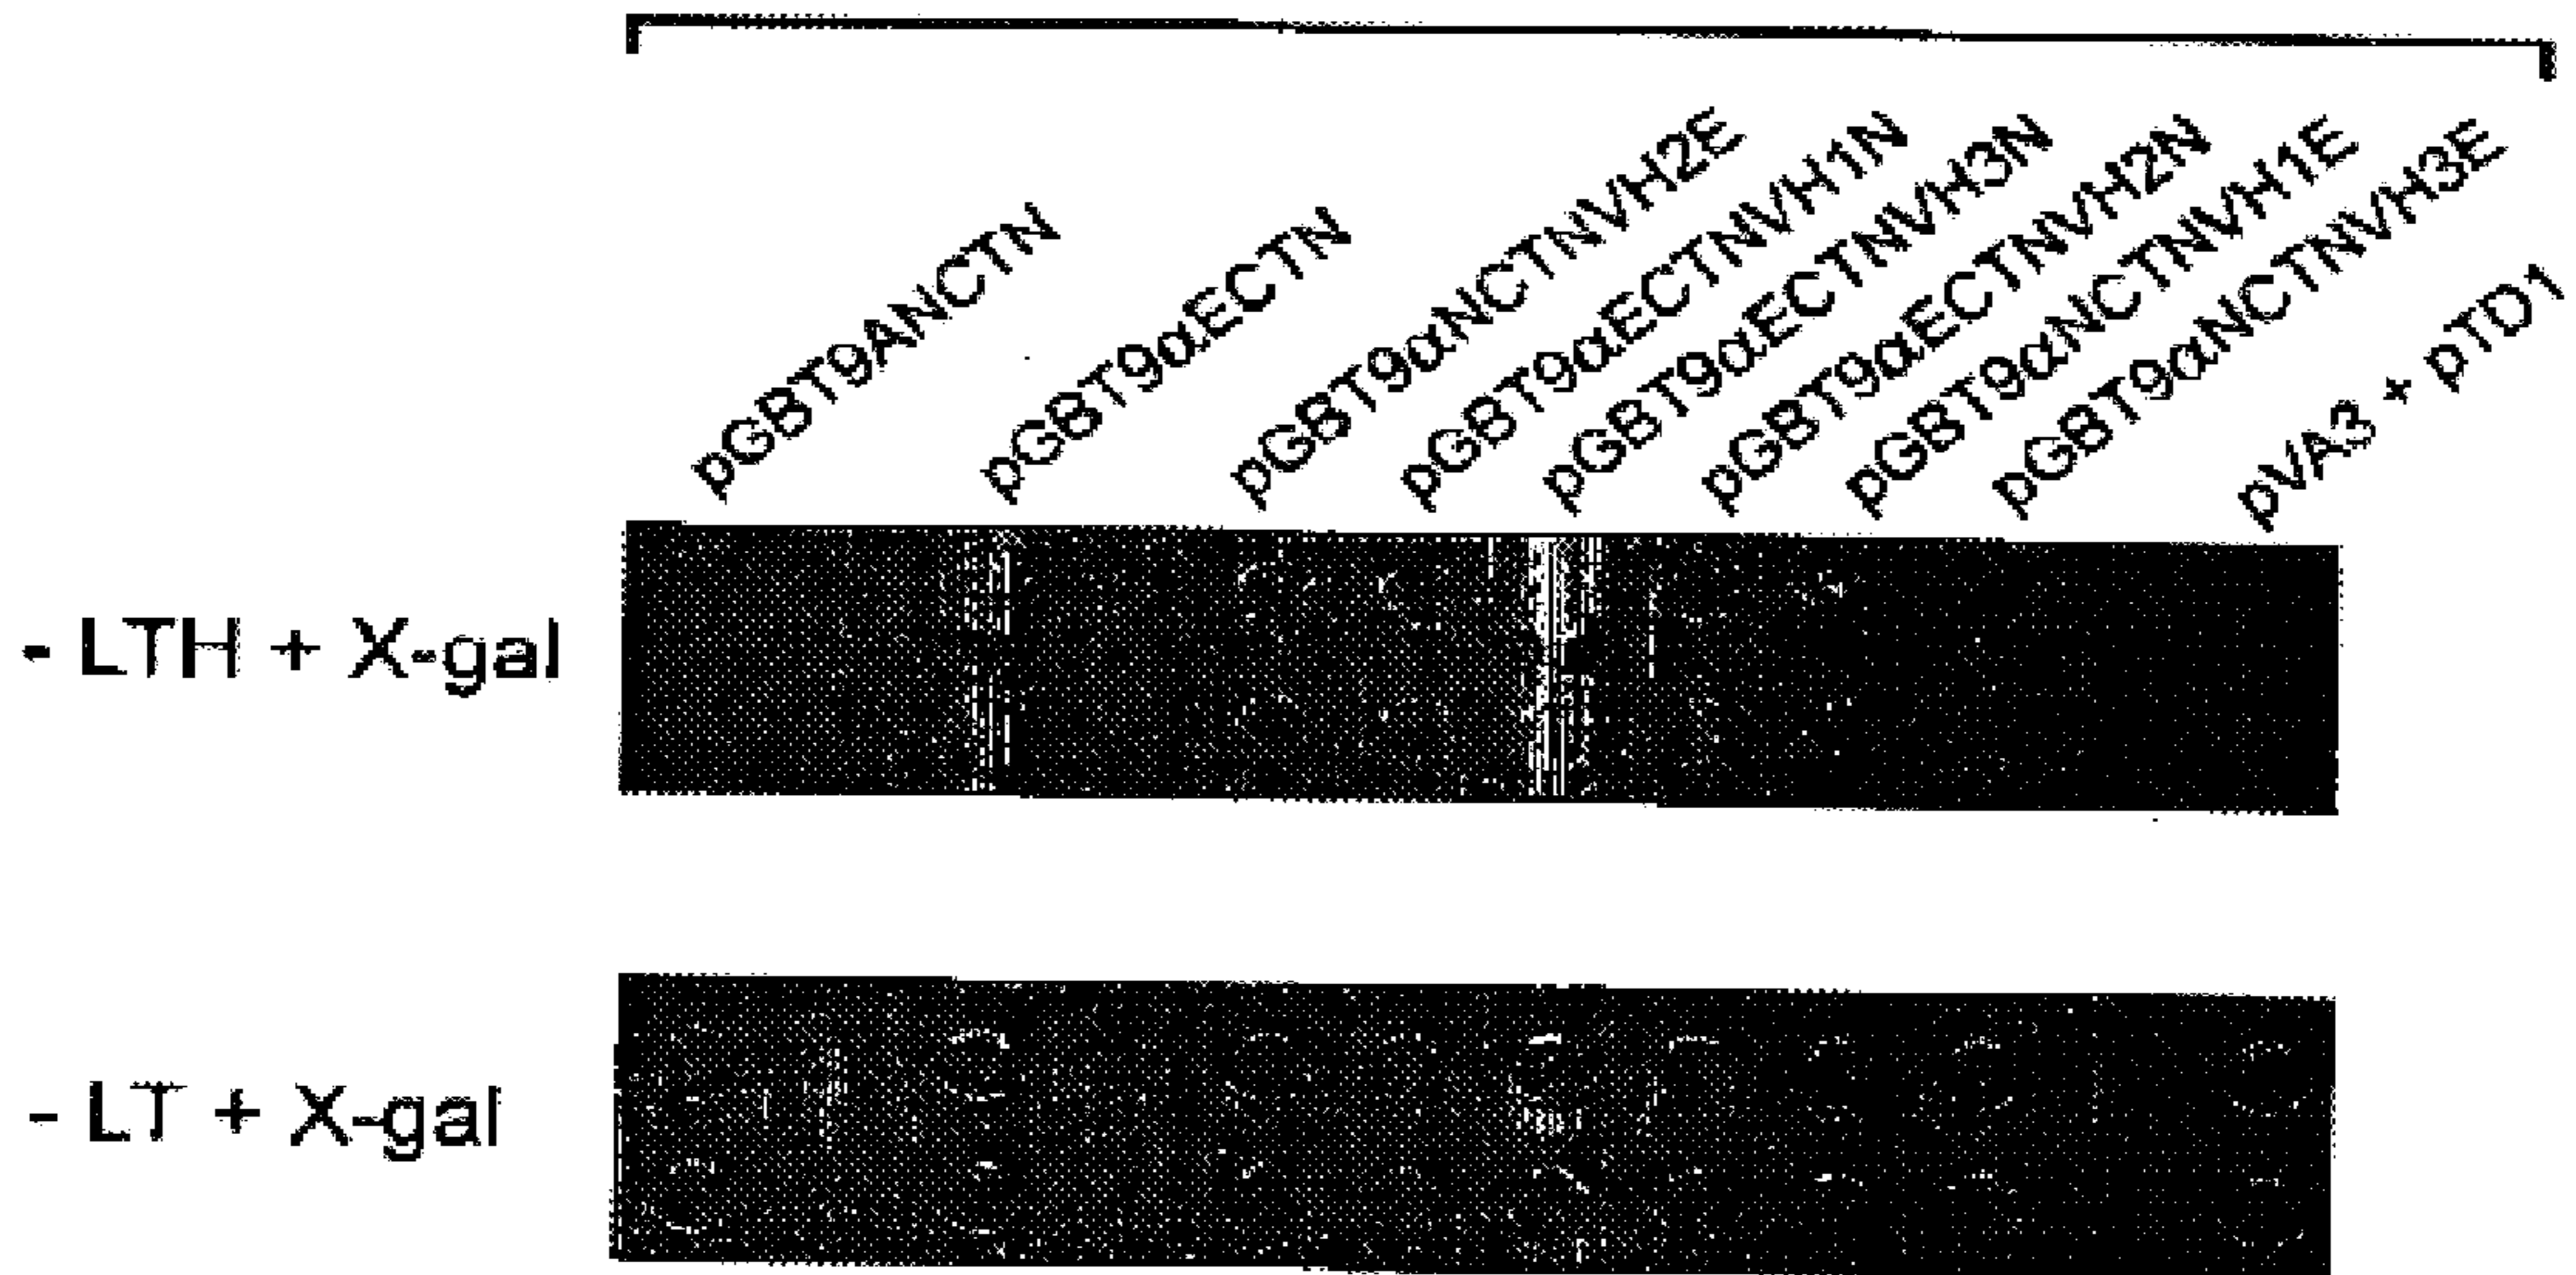 pGBT9ANCTN
pGBT9αECTN
pGBT9αNCTNVH2E
pGBT9αECTNVH1N
pGBT9αECTNVH3N
pGBT9αECTNVH2N
pGBT9αNCTNVH1E
pGBT9αNCTNVH3E
pVA3 + pTD1
- LTH + X-gal
- LT + X-gal